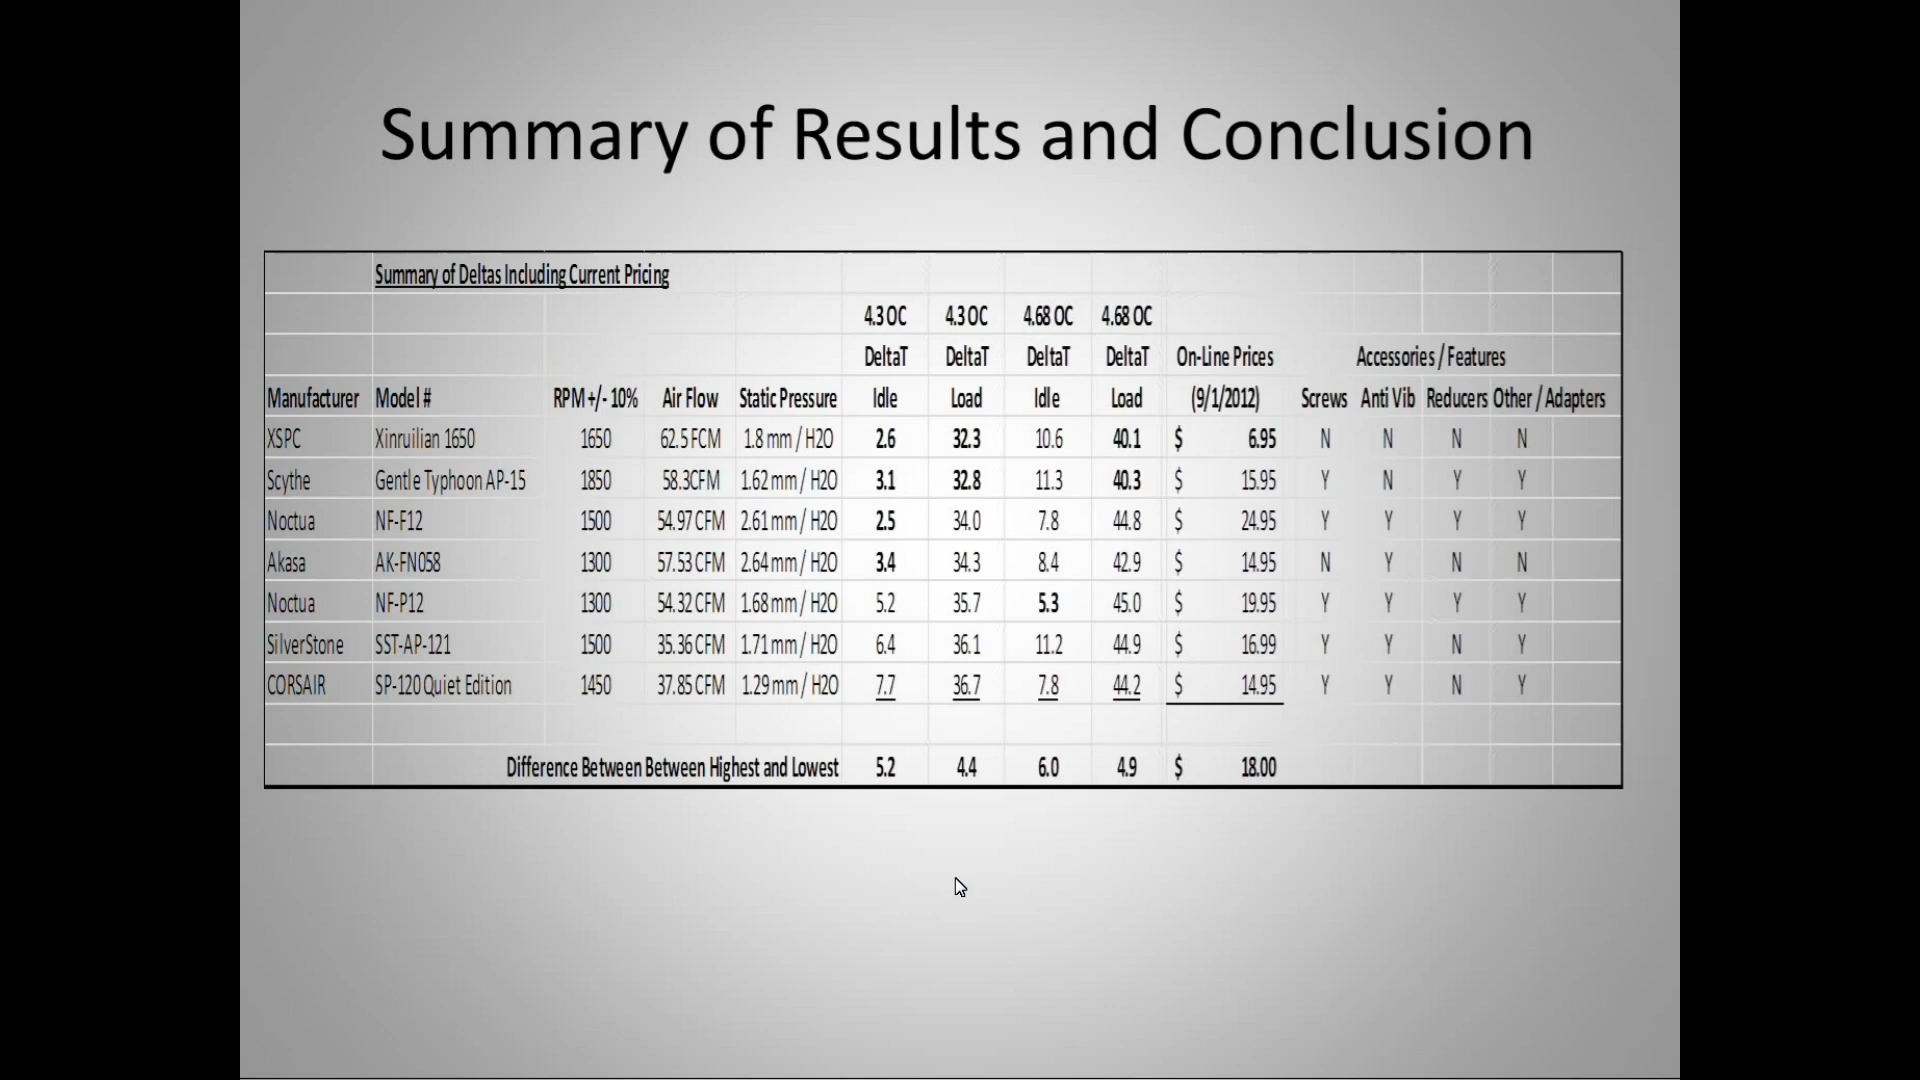 Summary of Results and Conclusion
Summary of Deltas Including Current Pricing
4.3 OC 4.3 OC 4.68 OC 4.68 OC
DeltaT DeltaT DeltaT DeltaT On-Line Prices Accessories / Features
Manufacturer Model # RPM +/- 10% Air Flow Static Pressure Idle Load Idle Load (9/1/2012) Screws Anti Vib Reducers Other / Adapters
XSPC Xinruilian 1650 1650 62.5 FCM 1.8 mm / H2O 2.6 32.3 10.6 40.1 $ 6.95 N N N N
Scythe Gentle Typhoon AP-15 1850 58.3CFM 1.62 mm / H2O 3.1 32.8 11.3 40.3 $ 15.95 Y N Y Y
Noctua NF-F12 1500 54.97 CFM 2.61 mm / H2O 2.5 34.0 7.8 44.8 $ 24.95 Y Y Y Y
Akasa AK-FN058 1300 57.53 CFM 2.64 mm / H2O 3.4 34.3 8.4 42.9 $ 14.95 N Y N N
Noctua NF-P12 1300 54.32 CFM 1.68 mm / H2O 5.2 35.7 5.3 45.0 $ 19.95 Y Y Y Y
SilverStone SST-AP-121 1500 35.36 CFM 1.71 mm / H2O 6.4 36.1 11.2 44.9 $ 16.99 Y Y N Y
CORSAIR SP-120 Quiet Edition 1450 37.85 CFM 1.29 mm / H2O 7.7 36.7 7.8 44.2 $ 14.95 Y Y N Y
Difference Between Between Highest and Lowest 5.2 4.4 6.0 4.9 $ 18.00